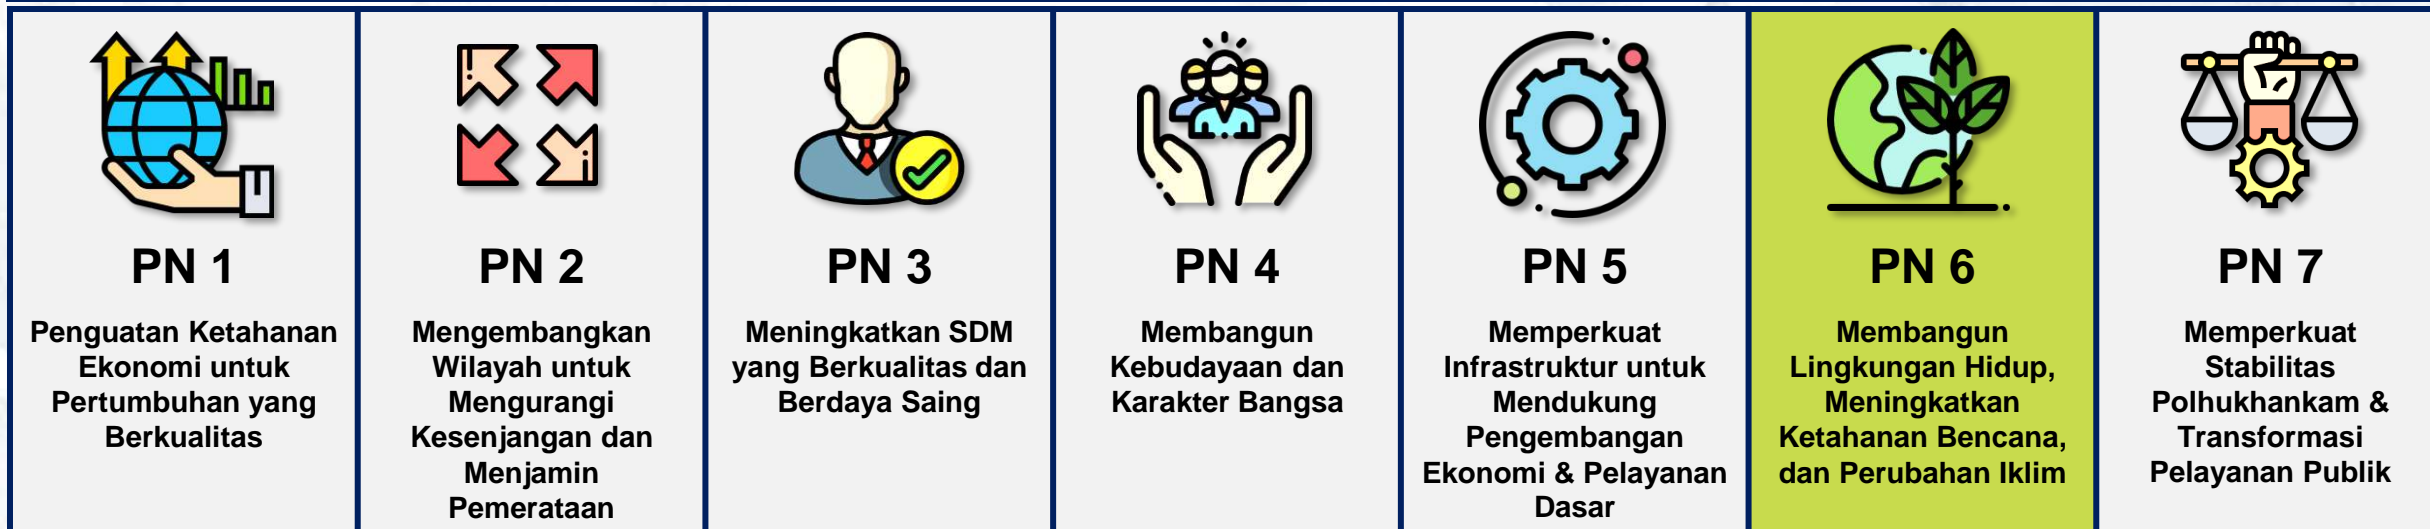 PN 1
Penguatan Ketahanan
Ekonomi untuk
Pertumbuhan yang
Berkualitas
PN 2
Mengembangkan
Wilayah untuk
Mengurangi
Kesenjangan dan
Menjamin
Pemerataan
PN 3
Meningkatkan SDM
yang Berkualitas dan
Berdaya Saing
PN 4
Membangun
Kebudayaan dan
Karakter Bangsa
PN 5
Memperkuat
Infrastruktur untuk
Mendukung
Pengembangan
Ekonomi & Pelayanan
Dasar
PN 6
Membangun
Lingkungan Hidup,
Meningkatkan
Ketahanan Bencana,
dan Perubahan Iklim
PN 7
Memperkuat
Stabilitas
Polhukhankam &
Transformasi
Pelayanan Publik